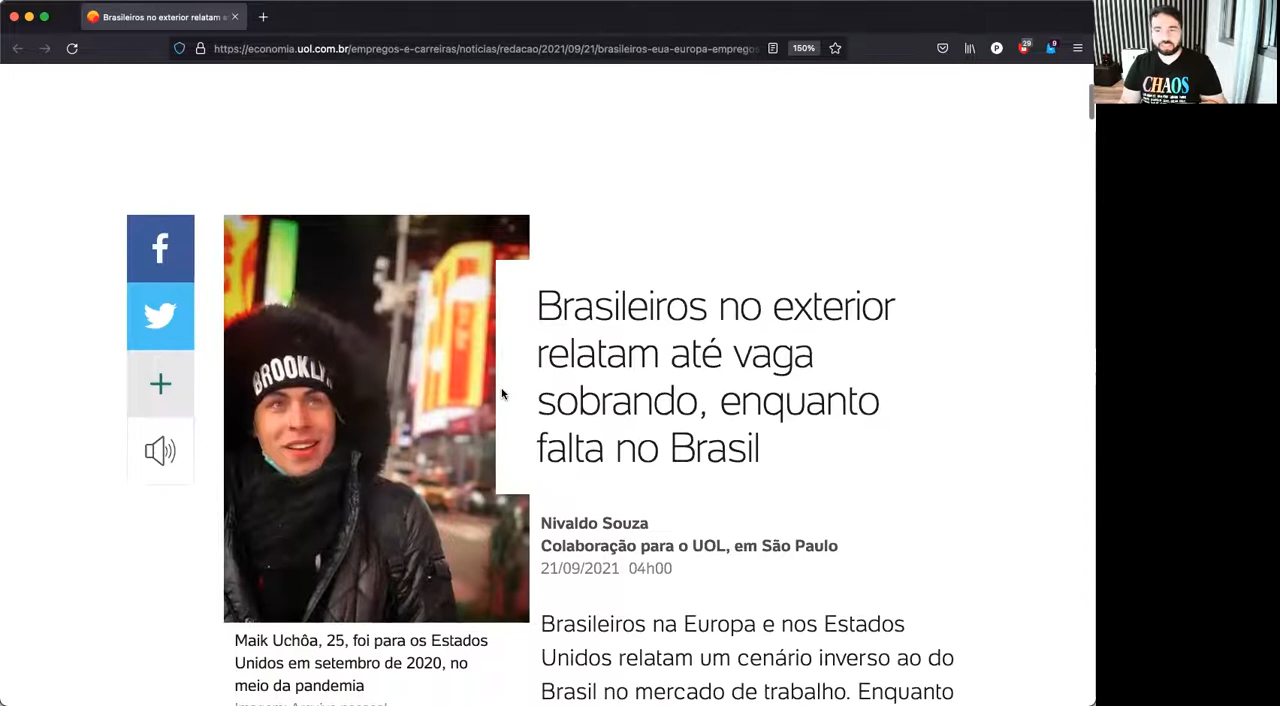 Brasileiros no exterior relatam a
https://economia.uol.com.br/empregos-e-carreiras/noticias/redacao/2021/09/21/brasileiros-eua-europa-empregos
150%
29
9
CHAOS
BROOKLYN
Brasileiros no exterior
relatam até vaga
sobrando, enquanto
falta no Brasil
Nivaldo Souza
Colaboração para o UOL, em São Paulo
21/09/2021 04h00
Maik Uchôa, 25, foi para os Estados
Unidos em setembro de 2020, no
meio da pandemia
Brasileiros na Europa e nos Estados
Unidos relatam um cenário inverso ao do
Brasil no mercado de trabalho. Enquanto